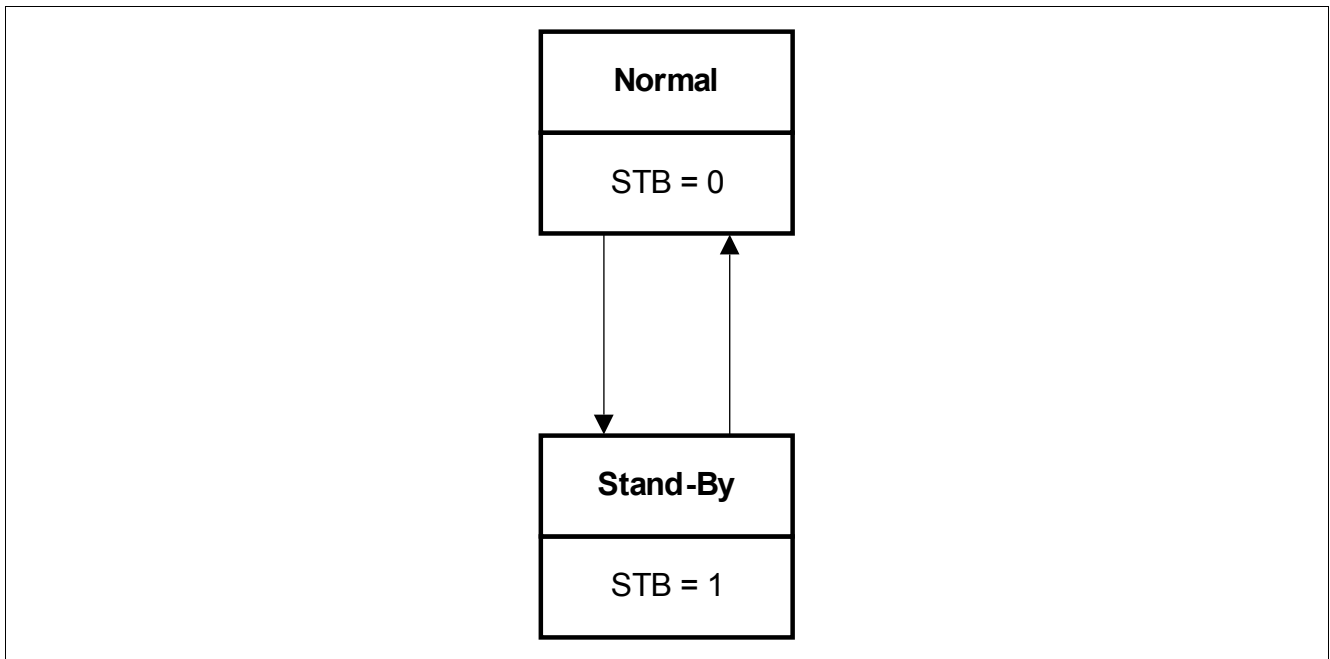 Normal
STB = 0
Stand-By
STB = 1